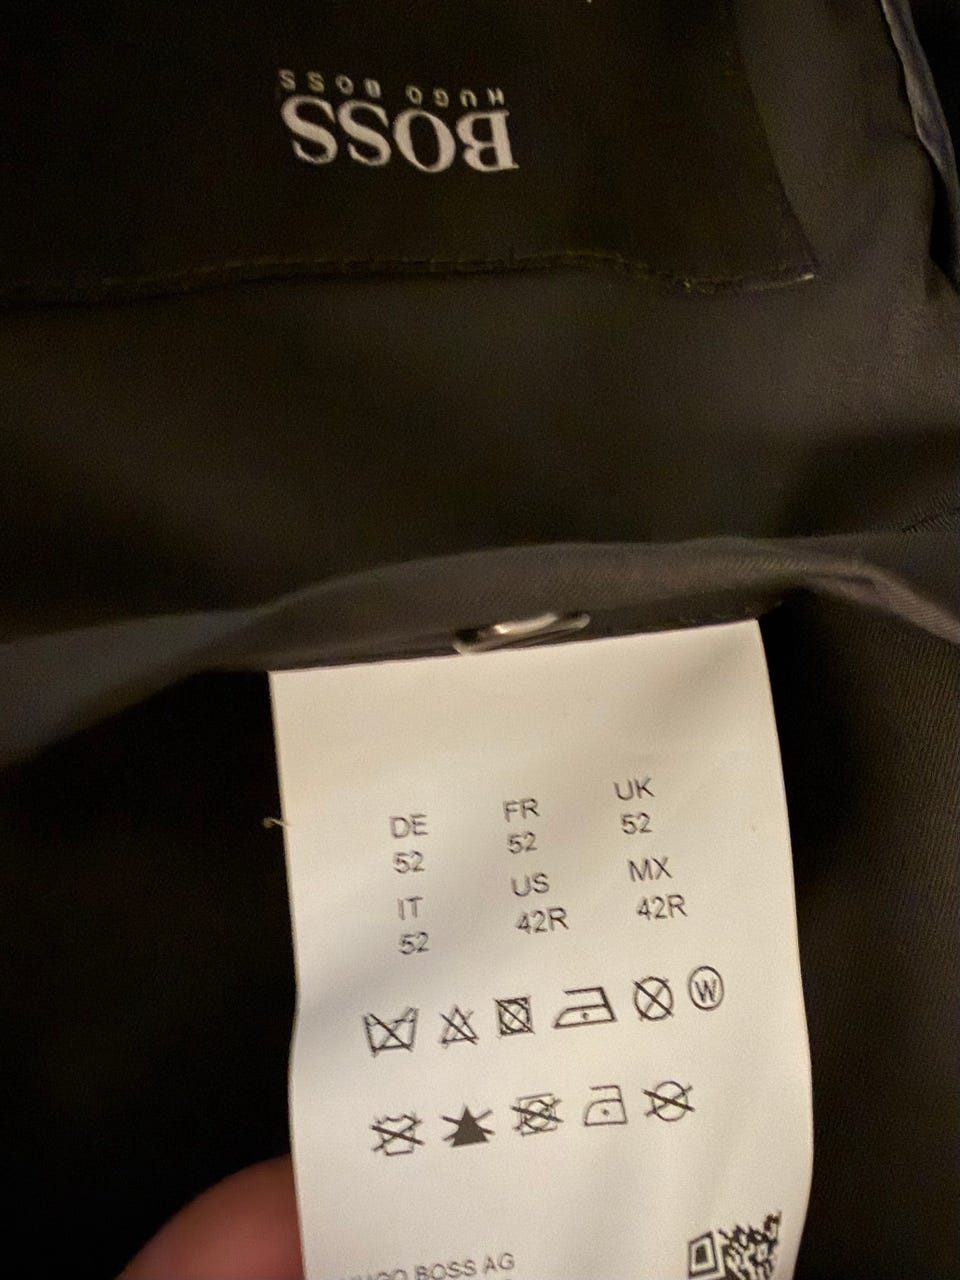 BOSS
HUGO BOSS
DE FR UK
52 52 52
IT US MX
52 42R 42R
W
HUGO BOSS AG